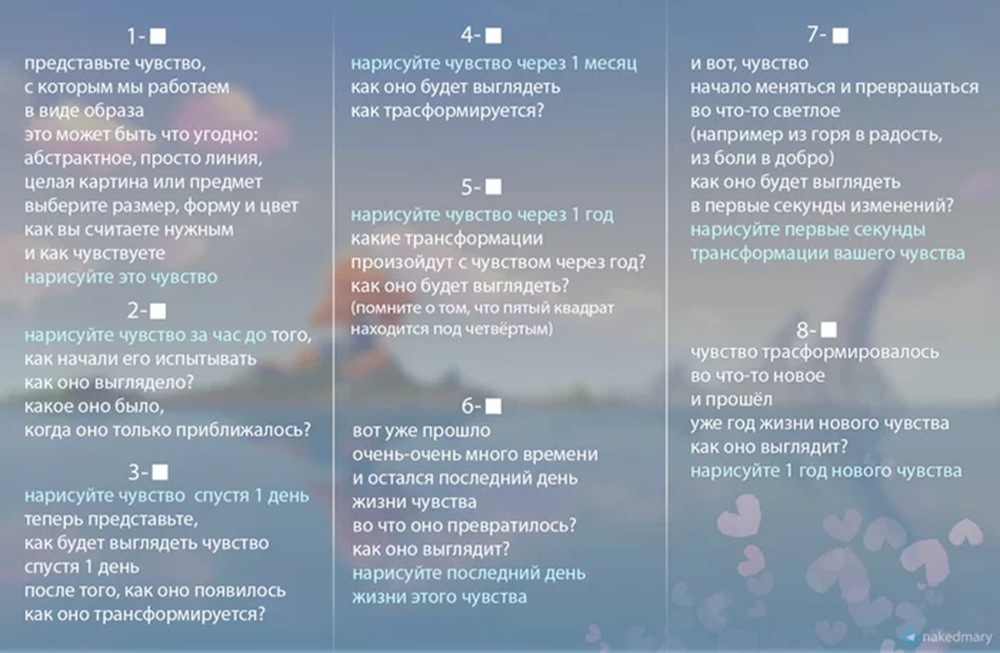 1-
представьте чувство,
с которым мы работаем
в виде образа
это может быть что угодно:
абстрактное, просто линия,
целая картина или предмет
выберите размер, форму и цвет
как вы считаете нужным
и как чувствуете
нарисуйте это чувство
2-
нарисуйте чувство за час до того,
как начали его испытывать
как оно выглядело?
какое оно было,
когда оно только приближалось?
3-
нарисуйте чувство спустя 1 день
теперь представьте,
как будет выглядеть чувство
спустя 1 день
после того, как оно появилось
как оно трансформируется?
4-
нарисуйте чувство через 1 месяц
как оно будет выглядеть
как трасформируется?
5-
нарисуйте чувство через 1 год
какие трансформации
произойдут с чувством через год?
как оно будет выглядеть?
(помните о том, что пятый квадрат
находится под четвёртым)
6-
вот уже прошло
очень-очень много времени
и остался последний день
жизни чувства
во что оно превратилось?
как оно выглядит?
нарисуйте последний день
жизни этого чувства
7-
и вот, чувство
начало меняться и превращаться
во что-то светлое
(например из горя в радость,
из боли в добро)
как оно будет выглядеть
в первые секунды изменений?
нарисуйте первые секунды
трансформации вашего чувства
8-
чувство трасформировалось
во что-то новое
и прошёл
уже год жизни нового чувства
как оно выглядит?
нарисуйте 1 год нового чувства
nakedmary